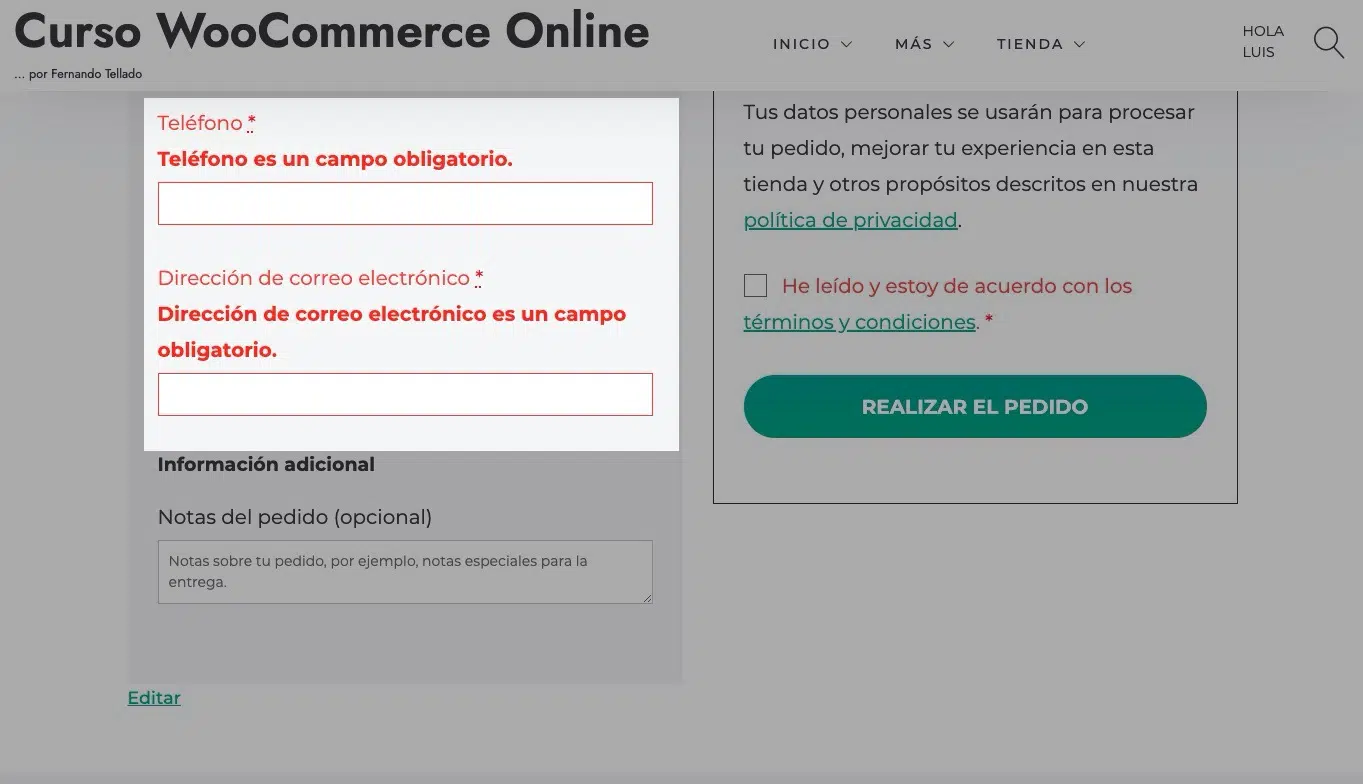 Curso WooCommerce Online
... por Fernando Tellado
INICIO
MÁS
TIENDA
HOLA
LUIS
Teléfono *
Teléfono es un campo obligatorio.
Dirección de correo electrónico *
Dirección de correo electrónico es un campo
obligatorio.
Información adicional
Notas del pedido (opcional)
Notas sobre tu pedido, por ejemplo, notas especiales para la
entrega.
Editar
Tus datos personales se usarán para procesar
tu pedido, mejorar tu experiencia en esta
tienda y otros propósitos descritos en nuestra
política de privacidad.
He leído y estoy de acuerdo con los
términos y condiciones. *
REALIZAR EL PEDIDO